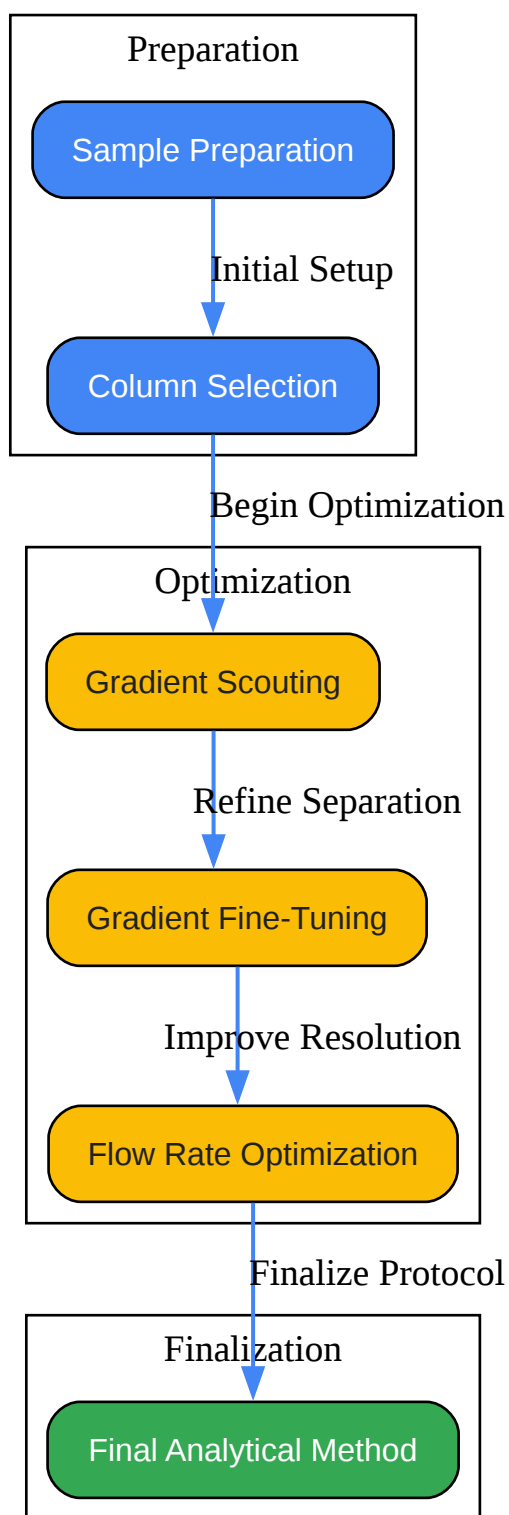 Preparation
Sample Preparation
Initial Setup
Column Selection
Begin Optimization
Optimization
Gradient Scouting
Refine Separation
Gradient Fine-Tuning
Improve Resolution
Flow Rate Optimization
Finalize Protocol
Finalization
Final Analytical Method